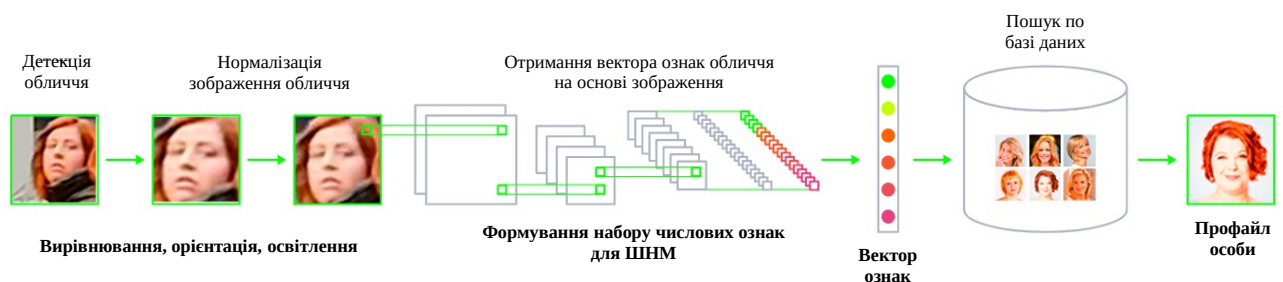 Детекція
обличчя
Нормалізація
зображення обличчя
Отримання вектора ознак обличчя
на основі зображення
Пошук по
базі даних
Вирівнювання, орієнтація, освітлення
Формування набору числових ознак
для ШНМ
Вектор
ознак
Профайл
особи